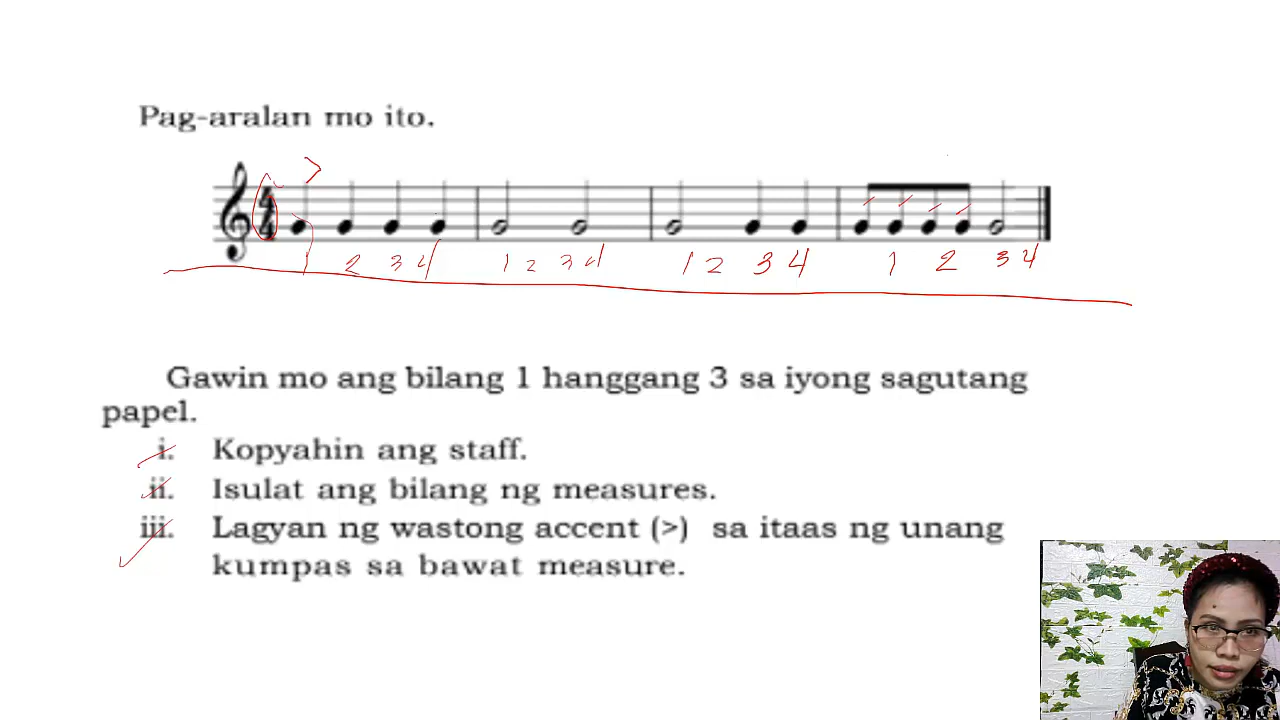 Pag-aralan mo ito.
>
4
4
1 2 3 4 1 2 3 4 1 2 3 4 1 2 3 4
Gawin mo ang bilang 1 hanggang 3 sa iyong sagutang
papel.
i. Kopyahin ang staff.
ii. Isulat ang bilang ng measures.
iii. Lagyan ng wastong accent (>) sa itaas ng unang
kumpas sa bawat measure.